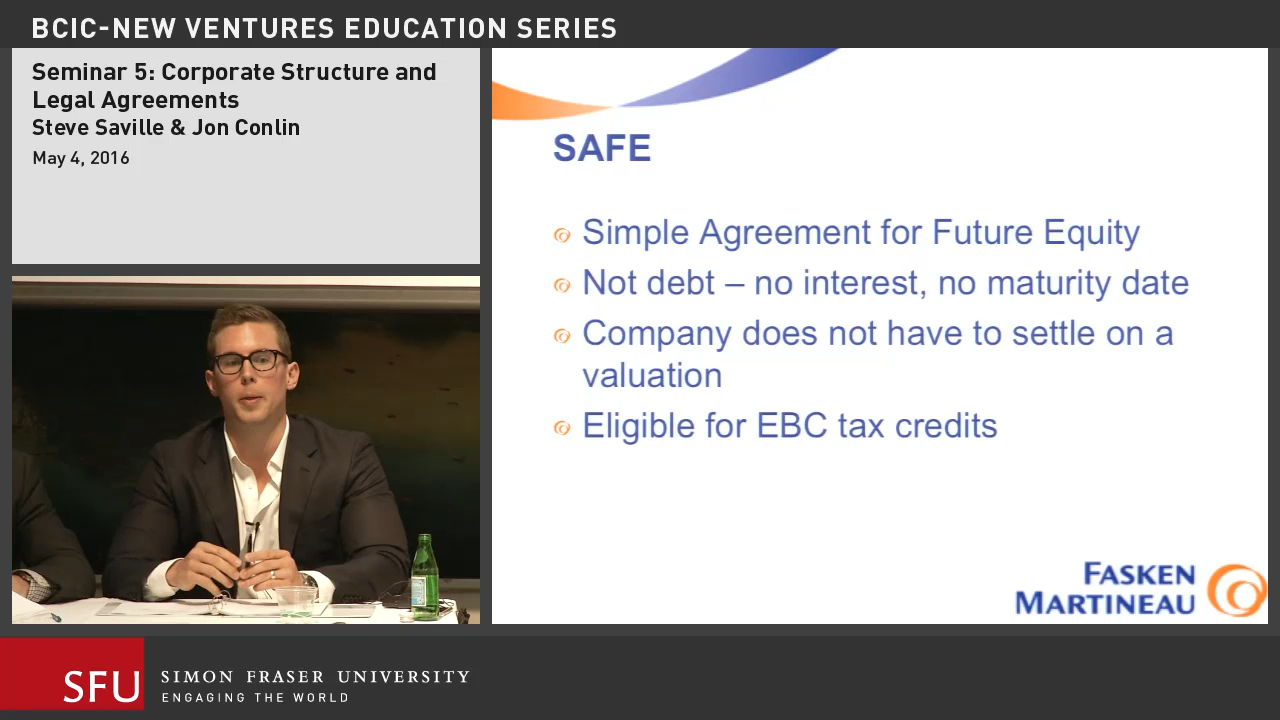 BCIC-NEW VENTURES EDUCATION SERIES
Seminar 5: Corporate Structure and
Legal Agreements
Steve Saville & Jon Conlin
May 4, 2016
SAFE
Simple Agreement for Future Equity
Not debt – no interest, no maturity date
Company does not have to settle on a
valuation
Eligible for EBC tax credits
FASKEN
MARTINEAU
SFU
SIMON FRASER UNIVERSITY
ENGAGING THE WORLD